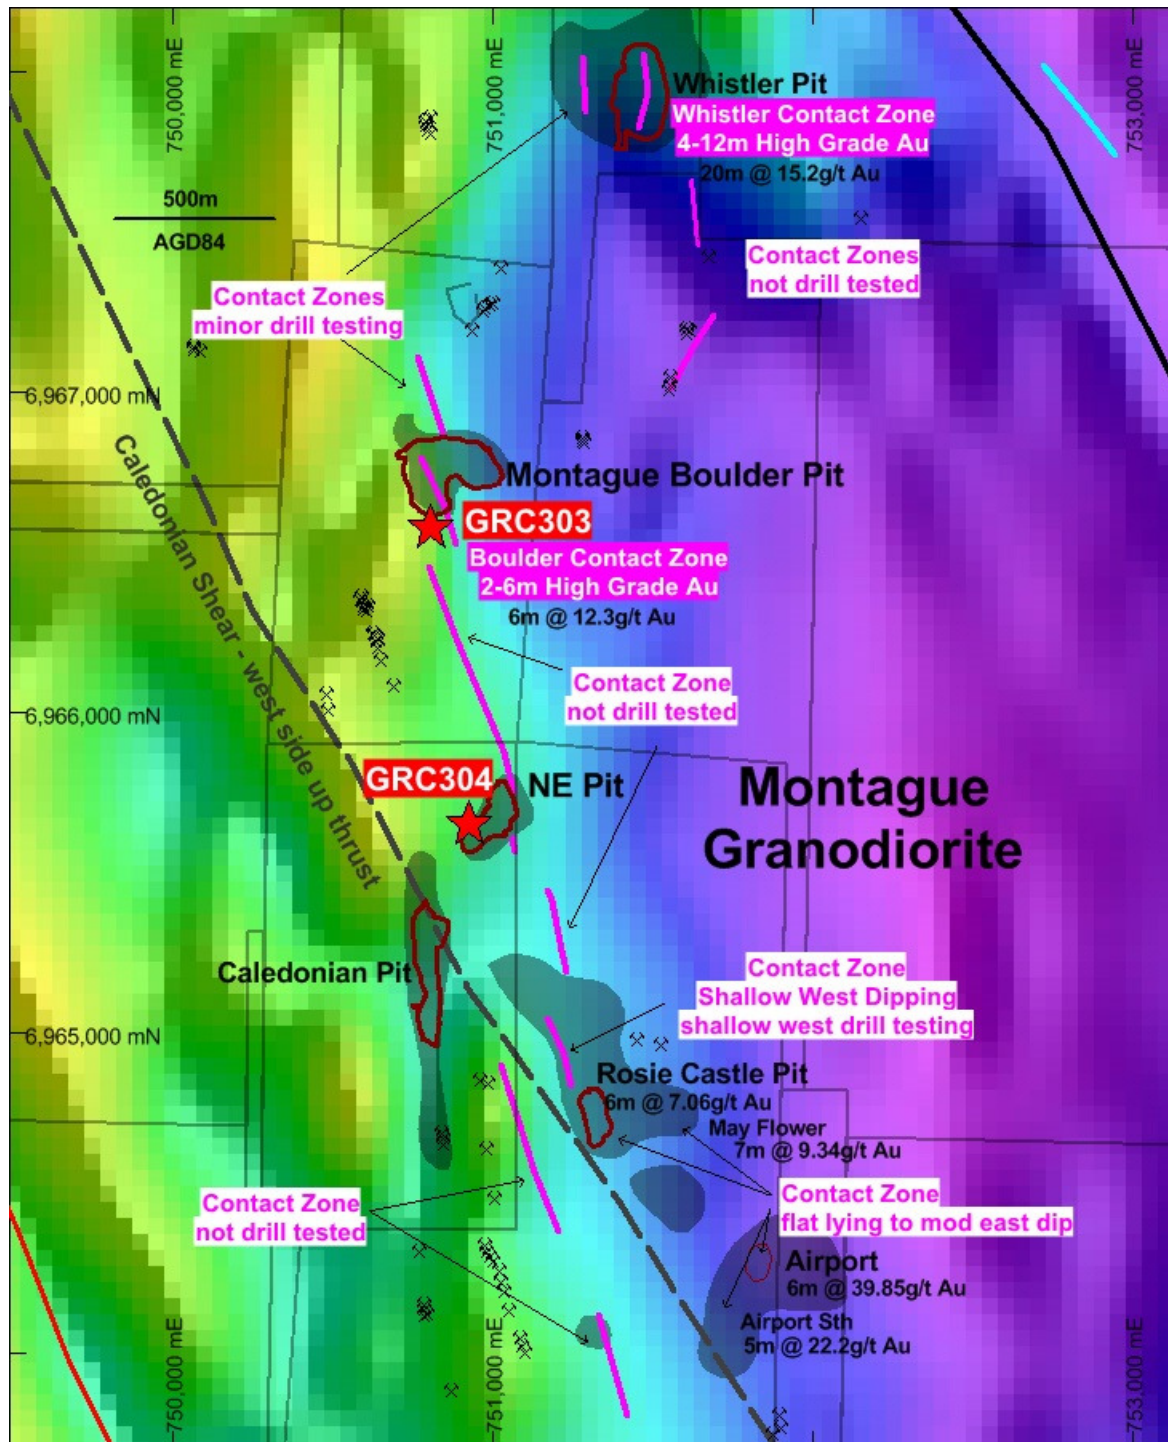 750,000 mE
751,000 mE
753,000 mE
Whistler Pit
Whistler Contact Zone
4-12m High Grade Au
20m @ 15.2g/t Au
500m
AGD84
Contact Zones
not drill tested
Contact Zones
minor drill testing
6,967,000 mN
Caledonian Shear - west side up thrust
Montague Boulder Pit
GRC303
Boulder Contact Zone
2-6m High Grade Au
6m @ 12.3g/t Au
Contact Zone
not drill tested
6,966,000 mN
GRC304
NE Pit
Montague
Granodiorite
Caledonian Pit
Contact Zone
Shallow West Dipping
shallow west drill testing
6,965,000 mN
Rosie Castle Pit
6m @ 7.06g/t Au
May Flower
7m @ 9.34g/t Au
Contact Zone
not drill tested
Contact Zone
flat lying to mod east dip
Airport
6m @ 39.85g/t Au
Airport Sth
5m @ 22.2g/t Au
750,000 mE
751,000 mE
753,000 mE